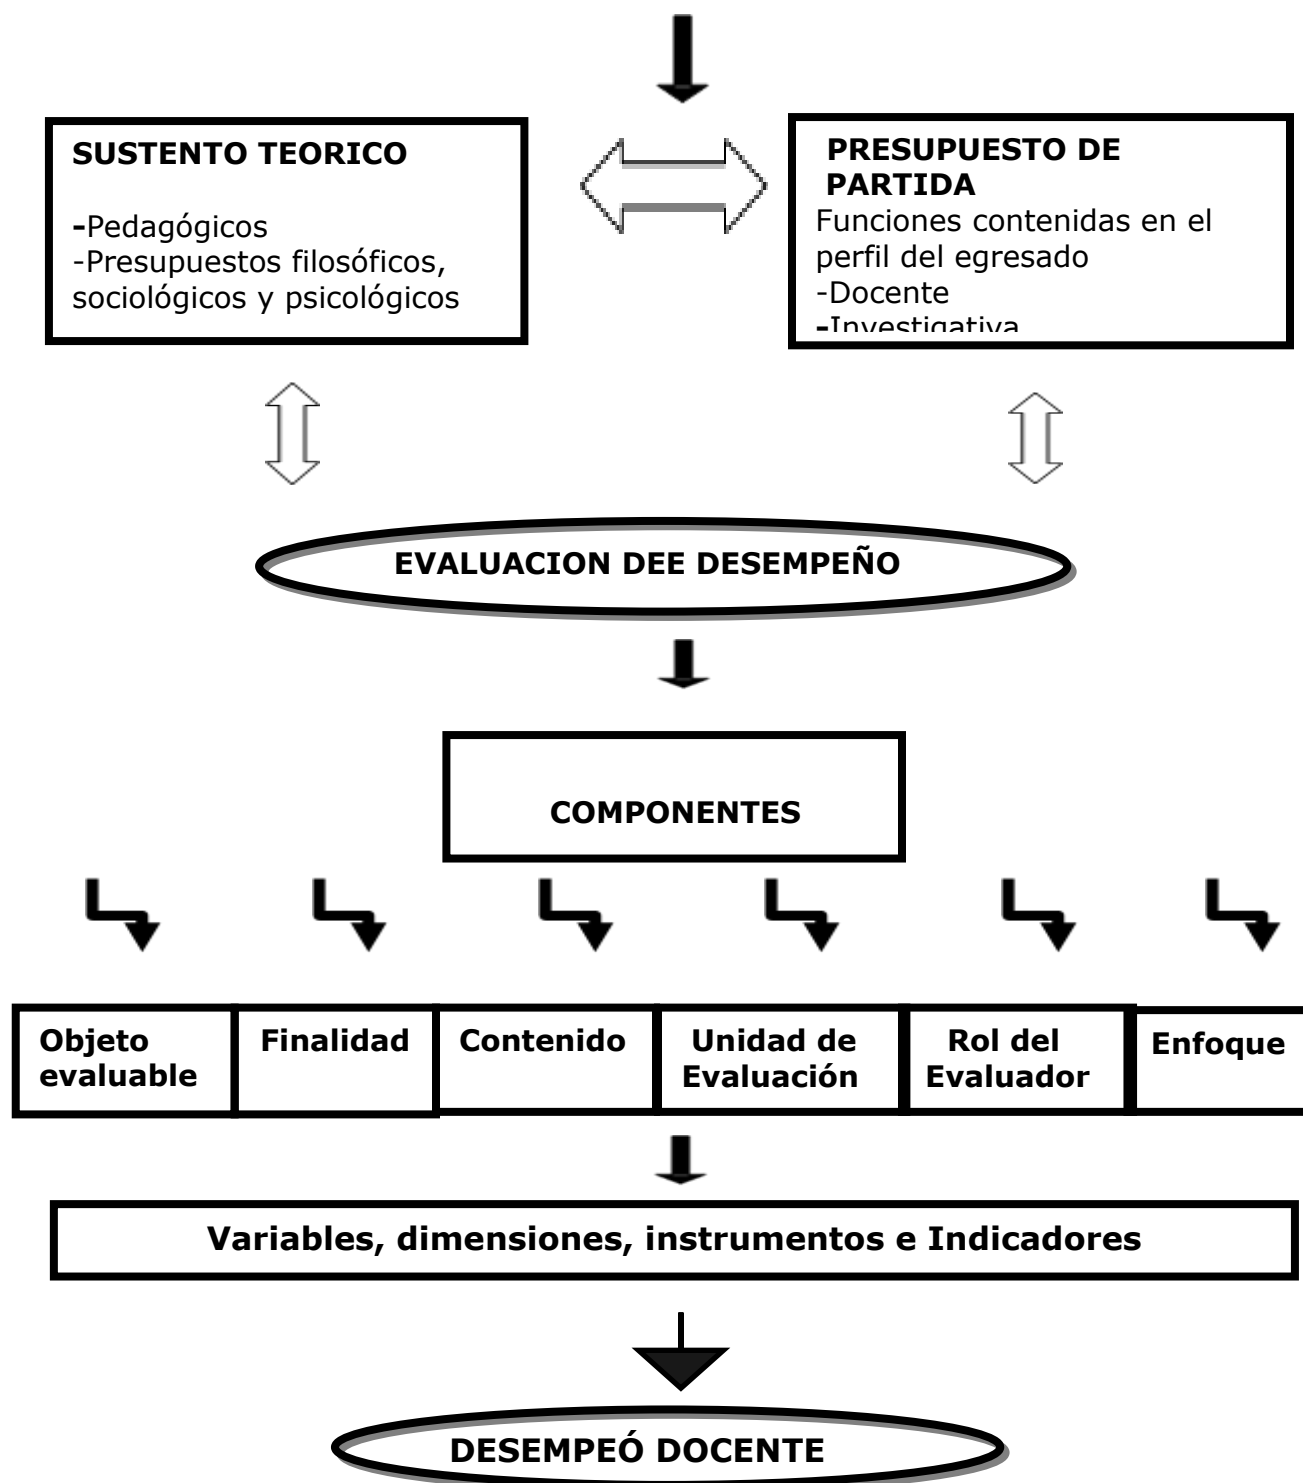 SUSTENTO TEORICO
-Pedagógicos
-Presupuestos filosóficos,
sociológicos y psicológicos
PRESUPUESTO DE
PARTIDA
Funciones contenidas en el
perfil del egresado
-Docente
-Investigativa
EVALUACION DEE DESEMPEÑO
COMPONENTES
Objeto
evaluable
Finalidad
Contenido
Unidad de
Evaluación
Rol del
Evaluador
Enfoque
Variables, dimensiones, instrumentos e Indicadores
DESEMPEÓ DOCENTE